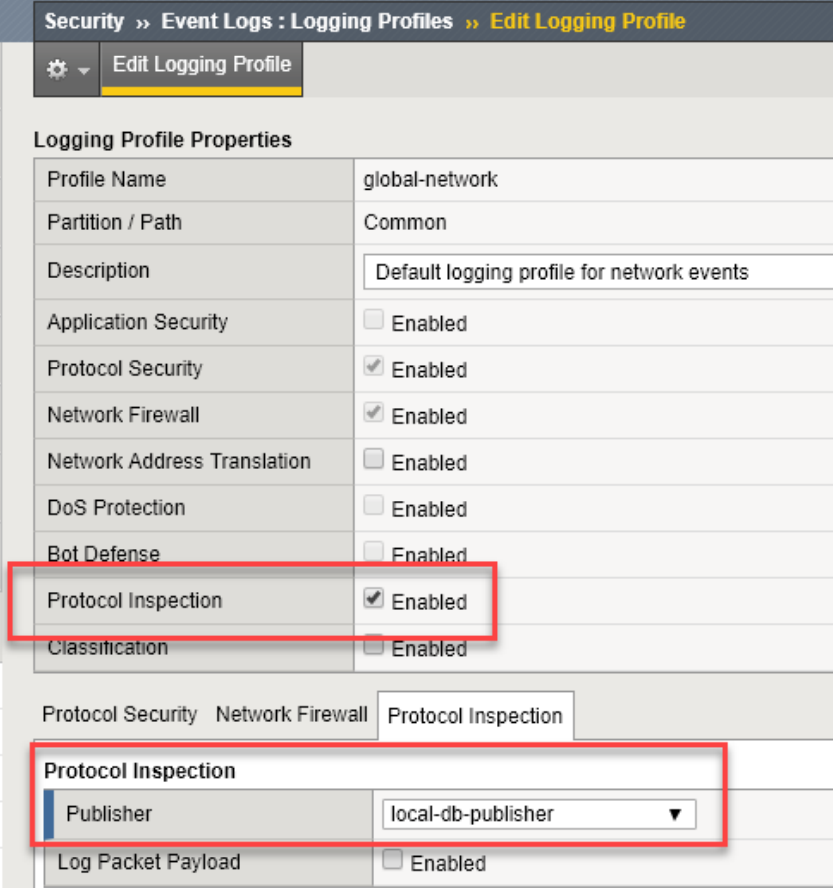 Security ›› Event Logs : Logging Profiles ›› Edit Logging Profile
Edit Logging Profile
Logging Profile Properties
Profile Name global-network
Partition / Path Common
Description Default logging profile for network events
Application Security Enabled
Protocol Security Enabled
Network Firewall Enabled
Network Address Translation Enabled
DoS Protection Enabled
Bot Defense Enabled
Protocol Inspection Enabled
Classification Enabled
Protocol Security Network Firewall Protocol Inspection
Protocol Inspection
Publisher local-db-publisher
Log Packet Payload Enabled